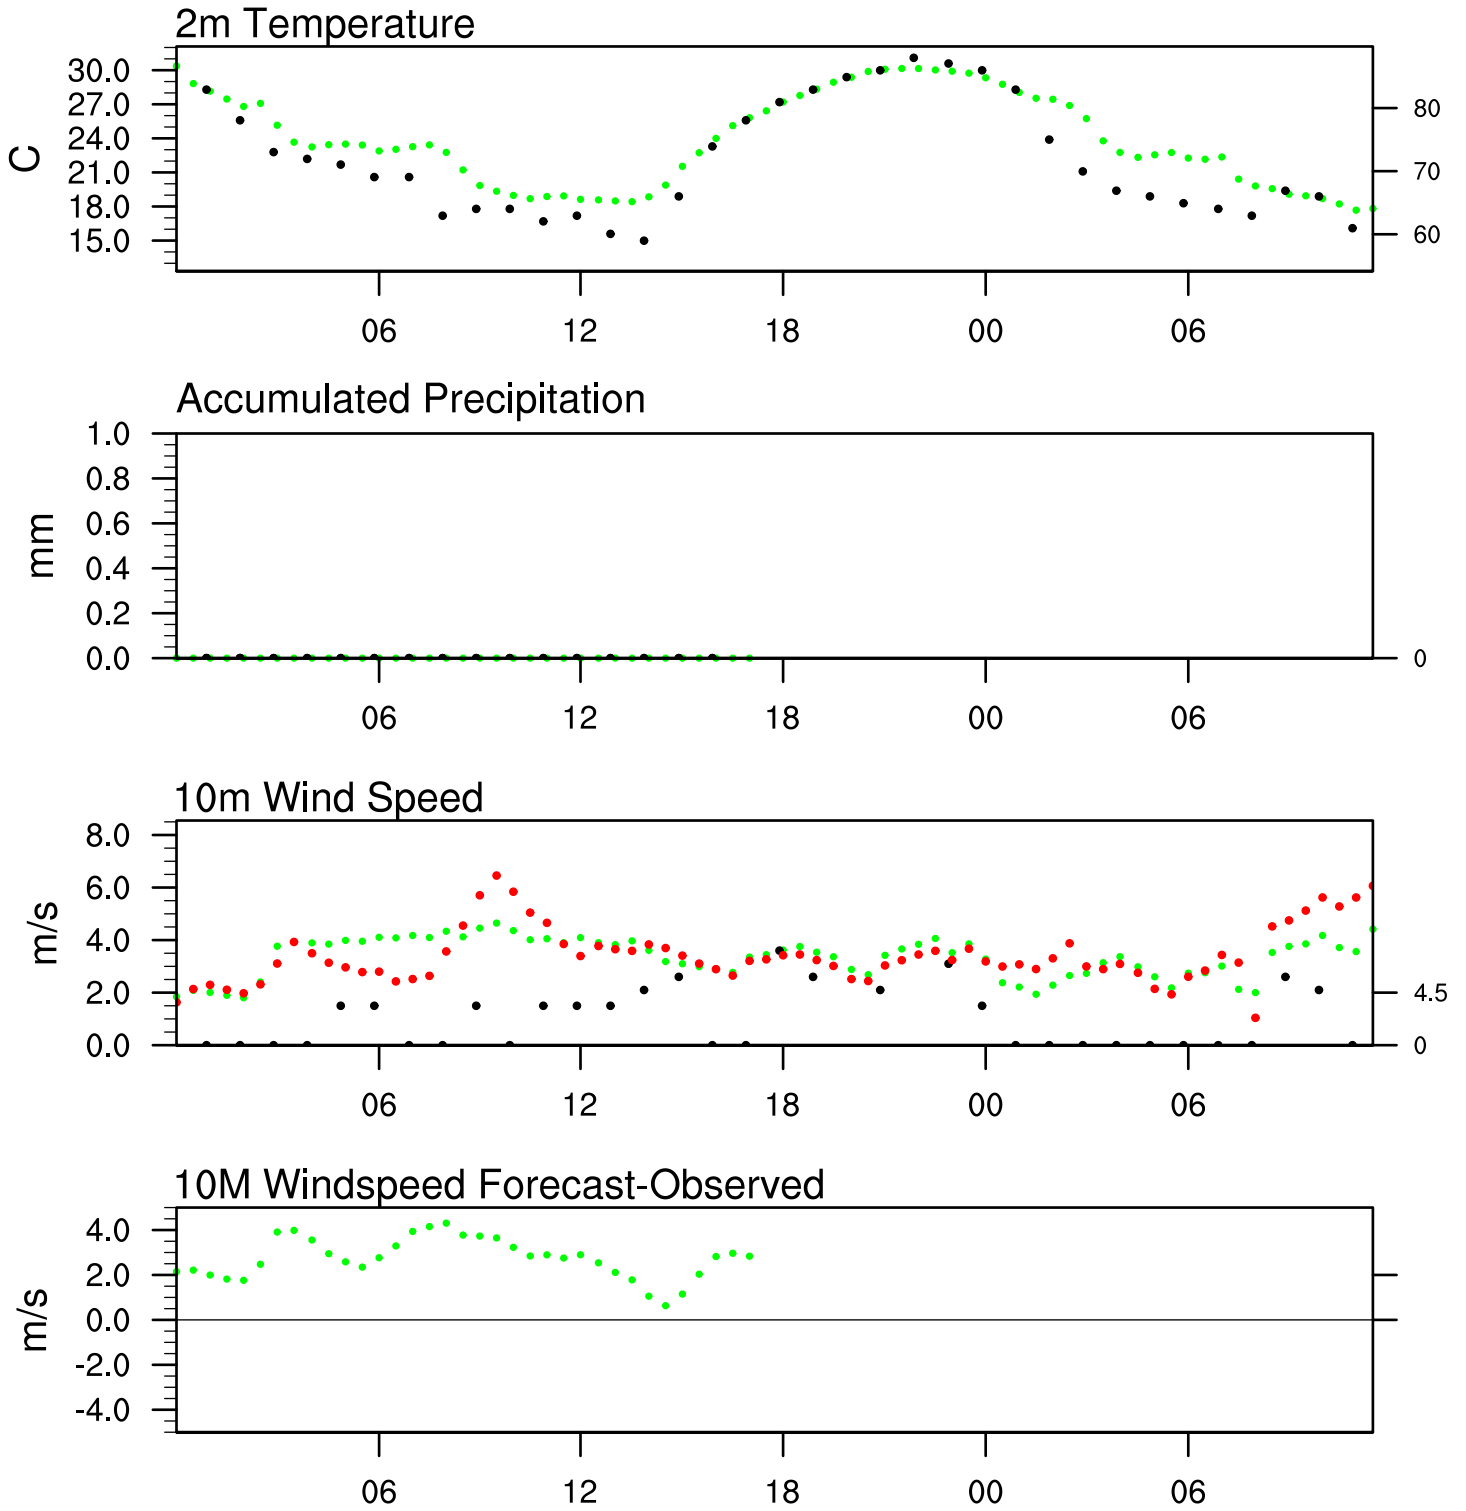 2m Temperature
C
30.0
27.0
24.0
21.0
18.0
15.0
80
70
60
06 12 18 00 06
Accumulated Precipitation
mm
1.0
0.8
0.6
0.4
0.2
0.0
0
06 12 18 00 06
10m Wind Speed
m/s
8.0
6.0
4.0
2.0
0.0
4.5
0
06 12 18 00 06
10M Windspeed Forecast-Observed
m/s
4.0
2.0
0.0
-2.0
-4.0
06 12 18 00 06